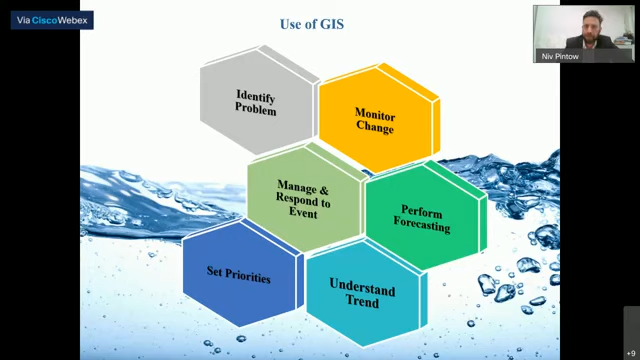 Via CiscoWebex
Use of GIS
Niv Pintow
Identify
Problem
Monitor
Change
Manage &
Respond to
Event
Perform
Forecasting
Set Priorities
Understand
Trend
+9